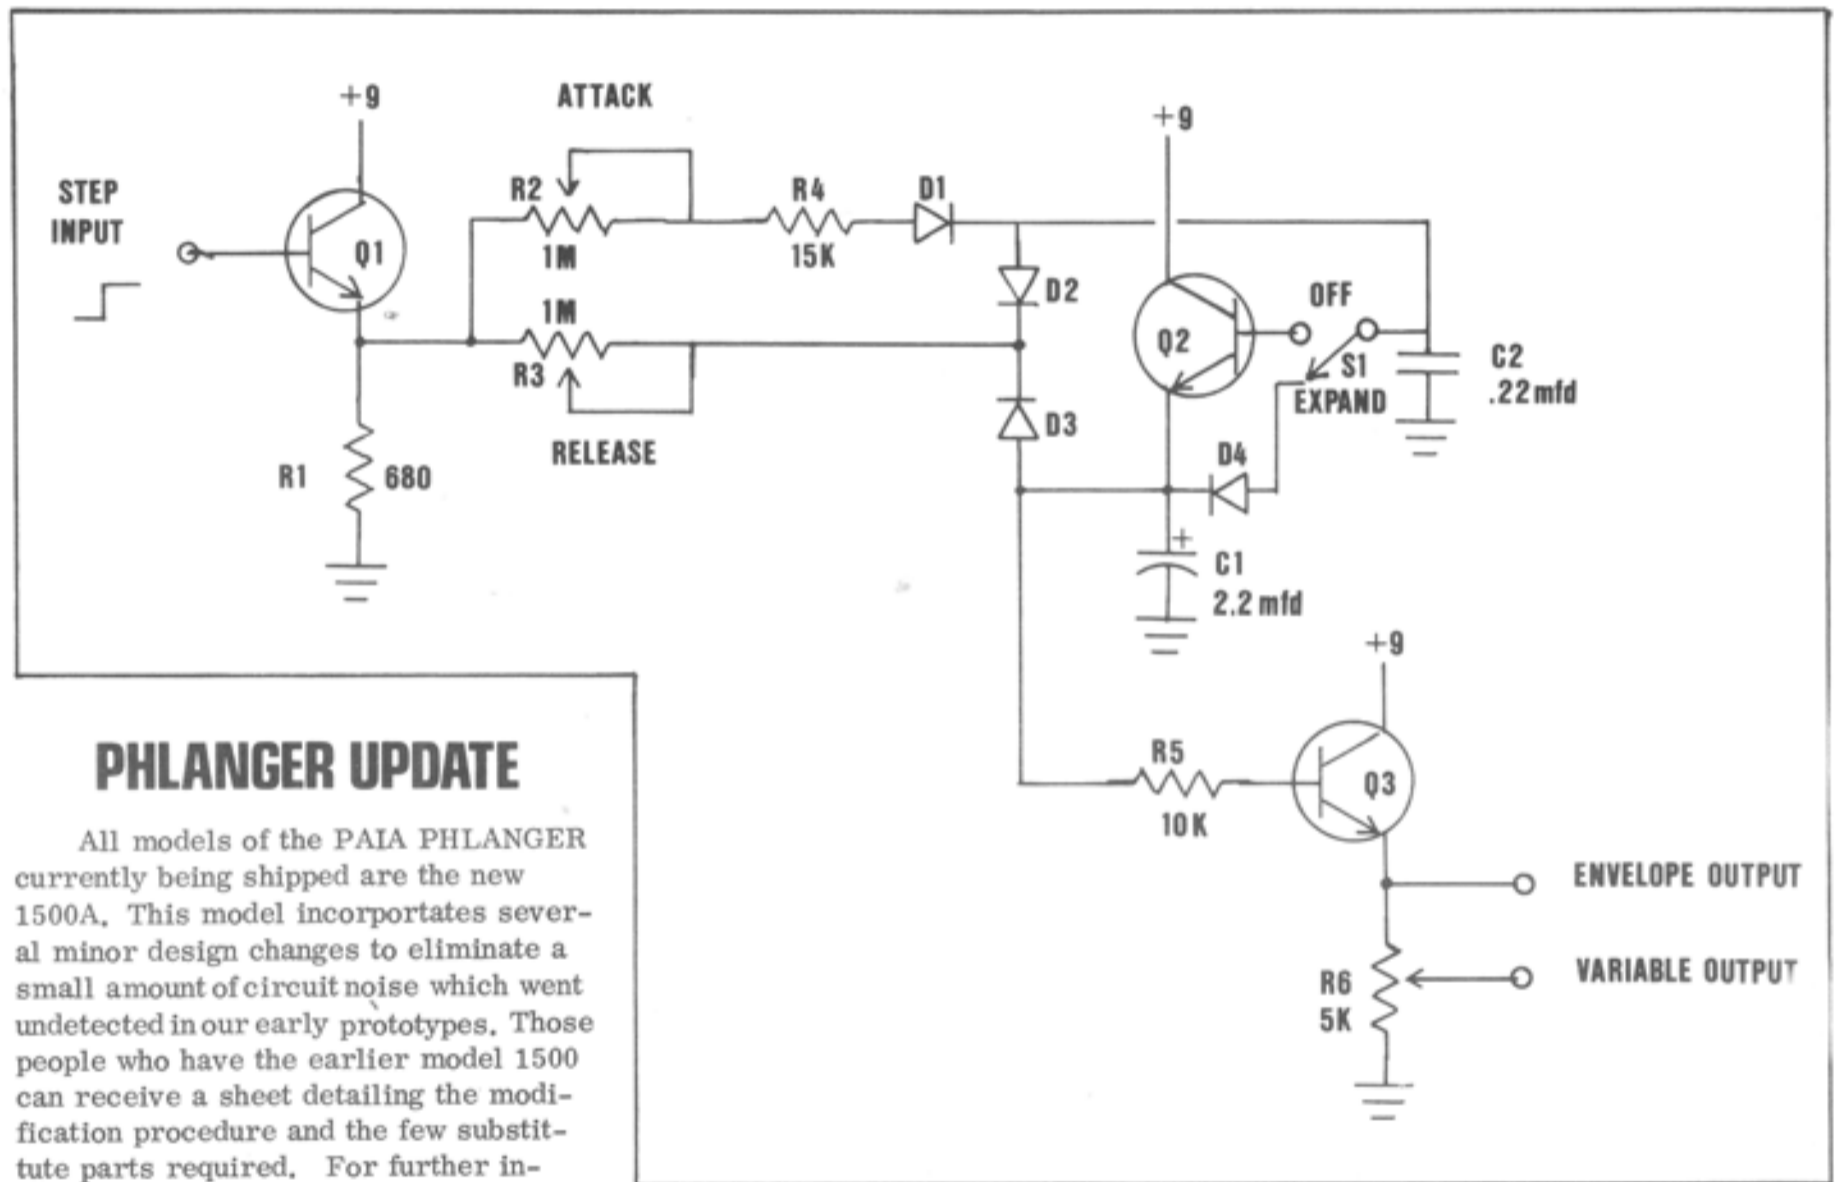 +9
ATTACK
+9
STEP
INPUT
Q1
R2
1M
R4
15K
D1
D2
1M
R3
RELEASE
R1
680
OFF
Q2
S1
EXPAND
C2
.22mfd
D3
D4
+
C1
2.2mfd
+9
R5
10K
Q3
ENVELOPE OUTPUT
R6
5K
VARIABLE OUTPUT
PHLANGER UPDATE
All models of the PAIA PHLANGER
currently being shipped are the new
1500A. This model incorportates sever-
al minor design changes to eliminate a
small amount of circuit noise which went
undetected in our early prototypes. Those
people who have the earlier model 1500
can receive a sheet detailing the modi-
fication procedure and the few substit-
tute parts required. For further in-